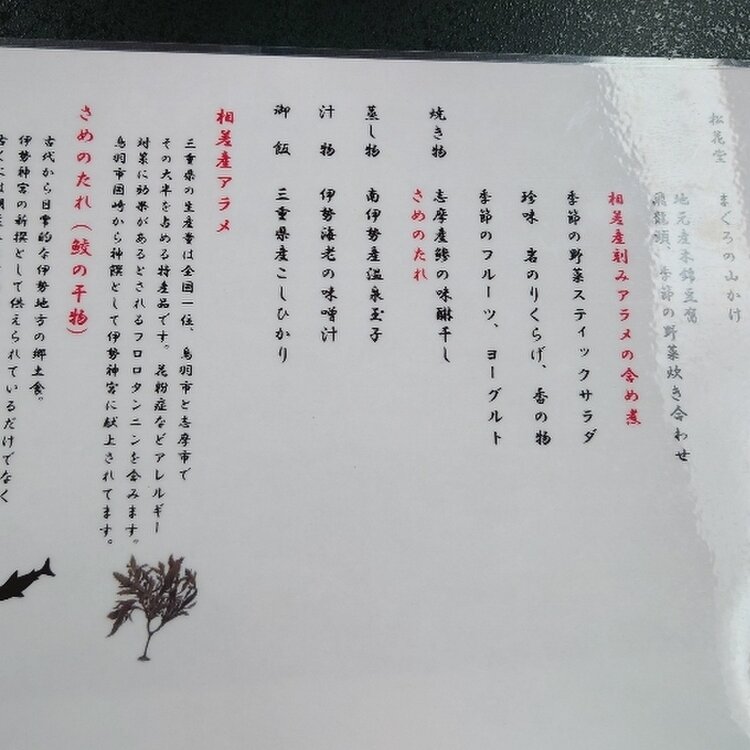 松花堂　まぐろの山かけ
地元産木綿豆腐
飛龍頭、季節の野菜炊き合わせ
相差産刻みアラメの含め煮
季節の野菜スティックサラダ
珍味　岩のりくらげ、香の物
季節のフルーツ、ヨーグルト
焼き物　志摩産鯵の味醂干し
さめのたれ
蒸し物　南伊勢産温泉玉子
汁物　伊勢海老の味噌汁
御飯　三重県産こしひかり
相差産アラメ
三重県の生産量は全国一位、鳥羽市と志摩市で
その大半を占める特産品です。花粉症などアレルギー
対策に効果があるとされるフロロタンニンを含みます。
鳥羽市国崎から神饌として伊勢神宮に献上されてます。
さめのたれ（鮫の干物）
古代から日常的な伊勢地方の郷土食。
伊勢神宮の新撰として供えられているだけでなく